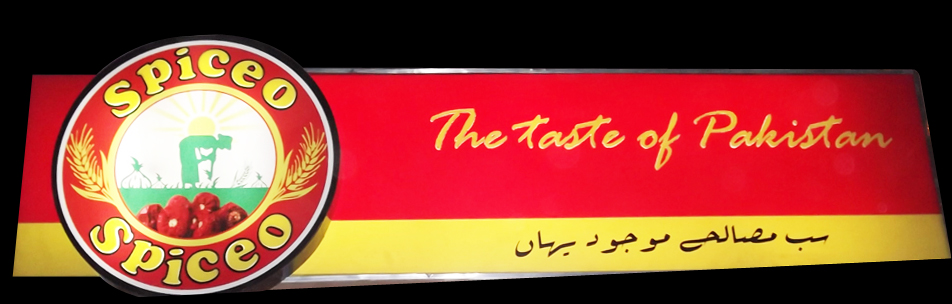 Spiceo
Spiceo
The taste of Pakistan
سب مصالحے موجود یہاں